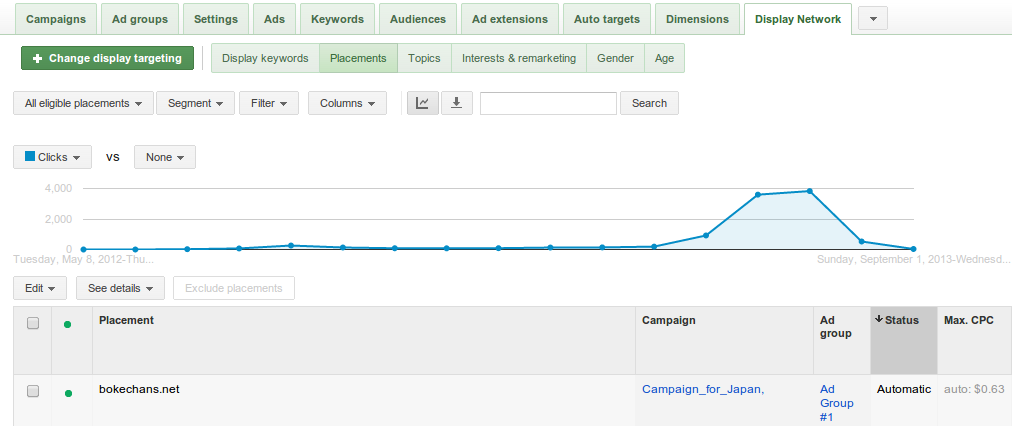 Campaigns Ad groups Settings Ads Keywords Audiences Ad extensions Auto targets Dimensions Display Network
Change display targeting Display keywords Placements Topics Interests & remarketing Gender Age
All eligible placements Segment Filter Columns Search
Clicks vs None
4,000
2,000
0
Tuesday, May 8, 2012-Thu... Sunday, September 1, 2013-Wednesd...
Edit See details Exclude placements
Placement Campaign Ad Status Max. CPC
group
bokechans.net Campaign_for_Japan, Ad Automatic auto: $0.63
Group
#1